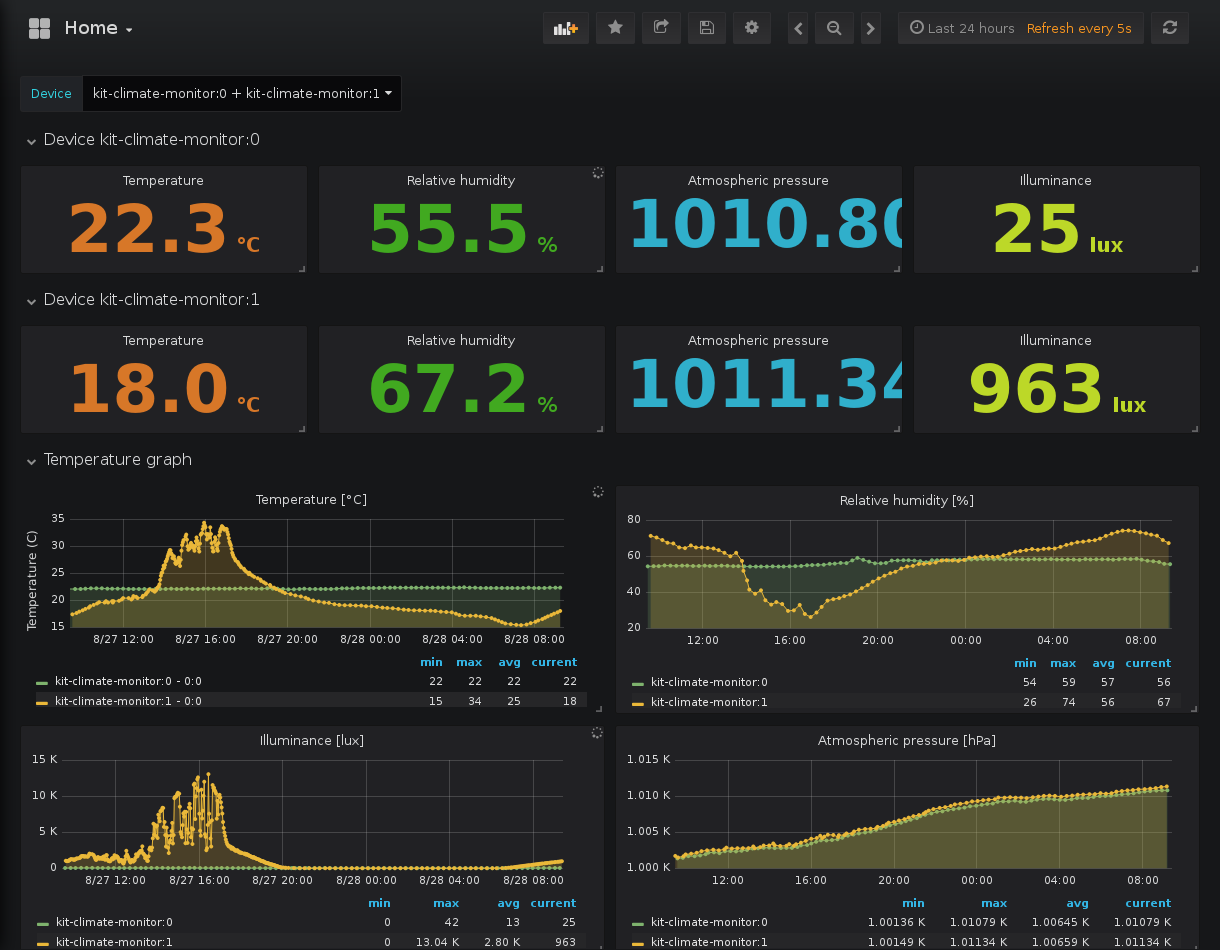 Home
Last 24 hours Refresh every 5s
Device kit-climate-monitor:0 + kit-climate-monitor:1
Device kit-climate-monitor:0
Temperature Relative humidity Atmospheric pressure Illuminance
22.3 °C 55.5 % 1010.80 25 lux
Device kit-climate-monitor:1
Temperature Relative humidity Atmospheric pressure Illuminance
18.0 °C 67.2 % 1011.34 963 lux
Temperature graph
Temperature [°C]
Temperature (C)
35
30
25
20
15
8/27 12:00 8/27 16:00 8/27 20:00 8/28 00:00 8/28 04:00 8/28 08:00
min max avg current
kit-climate-monitor:0 - 0:0 22 22 22 22
kit-climate-monitor:1 - 0:0 15 34 25 18
Relative humidity [%]
80
60
40
20
12:00 16:00 20:00 00:00 04:00 08:00
min max avg current
kit-climate-monitor:0 54 59 57 56
kit-climate-monitor:1 26 74 56 67
Illuminance [lux]
15 K
10 K
5 K
0
8/27 12:00 8/27 16:00 8/27 20:00 8/28 00:00 8/28 04:00 8/28 08:00
min max avg current
kit-climate-monitor:0 0 42 13 25
kit-climate-monitor:1 0 13.04 K 2.80 K 963
Atmospheric pressure [hPa]
1.015 K
1.010 K
1.005 K
1.000 K
12:00 16:00 20:00 00:00 04:00 08:00
min max avg current
kit-climate-monitor:0 1.00136 K 1.01079 K 1.00645 K 1.01079 K
kit-climate-monitor:1 1.00149 K 1.01134 K 1.00659 K 1.01134 K